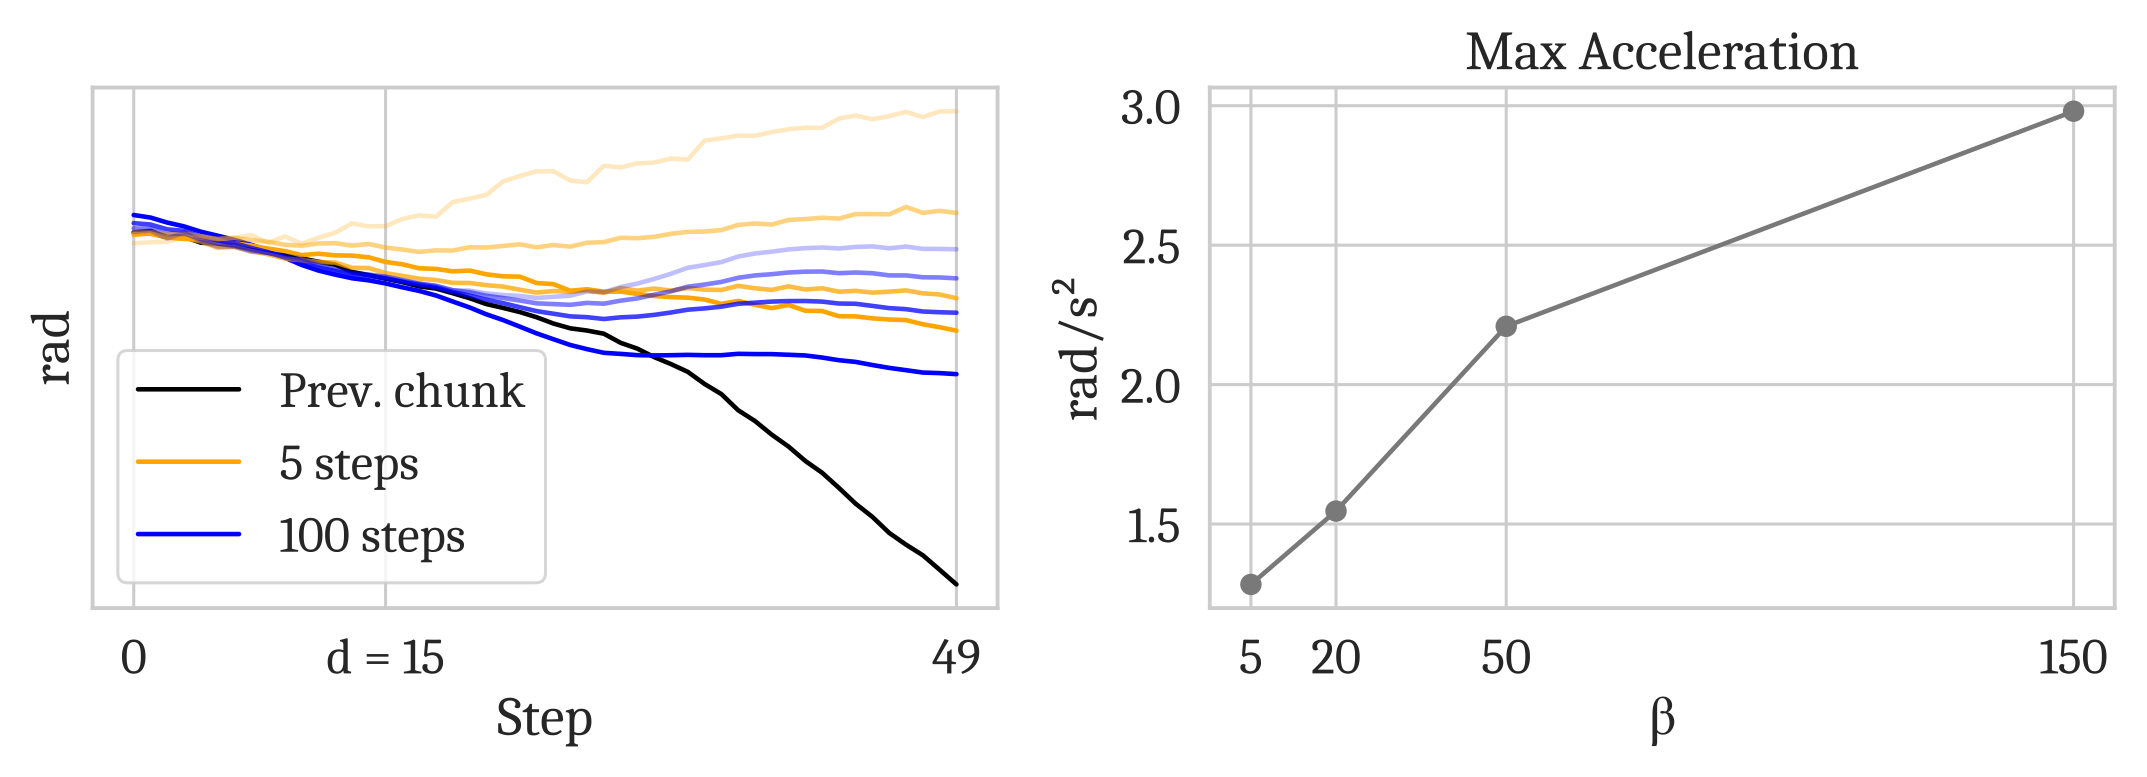 rad
Prev. chunk
5 steps
100 steps
0
d = 15
49
Step
Max Acceleration
rad/s²
3.0
2.5
2.0
1.5
5
20
50
150
β